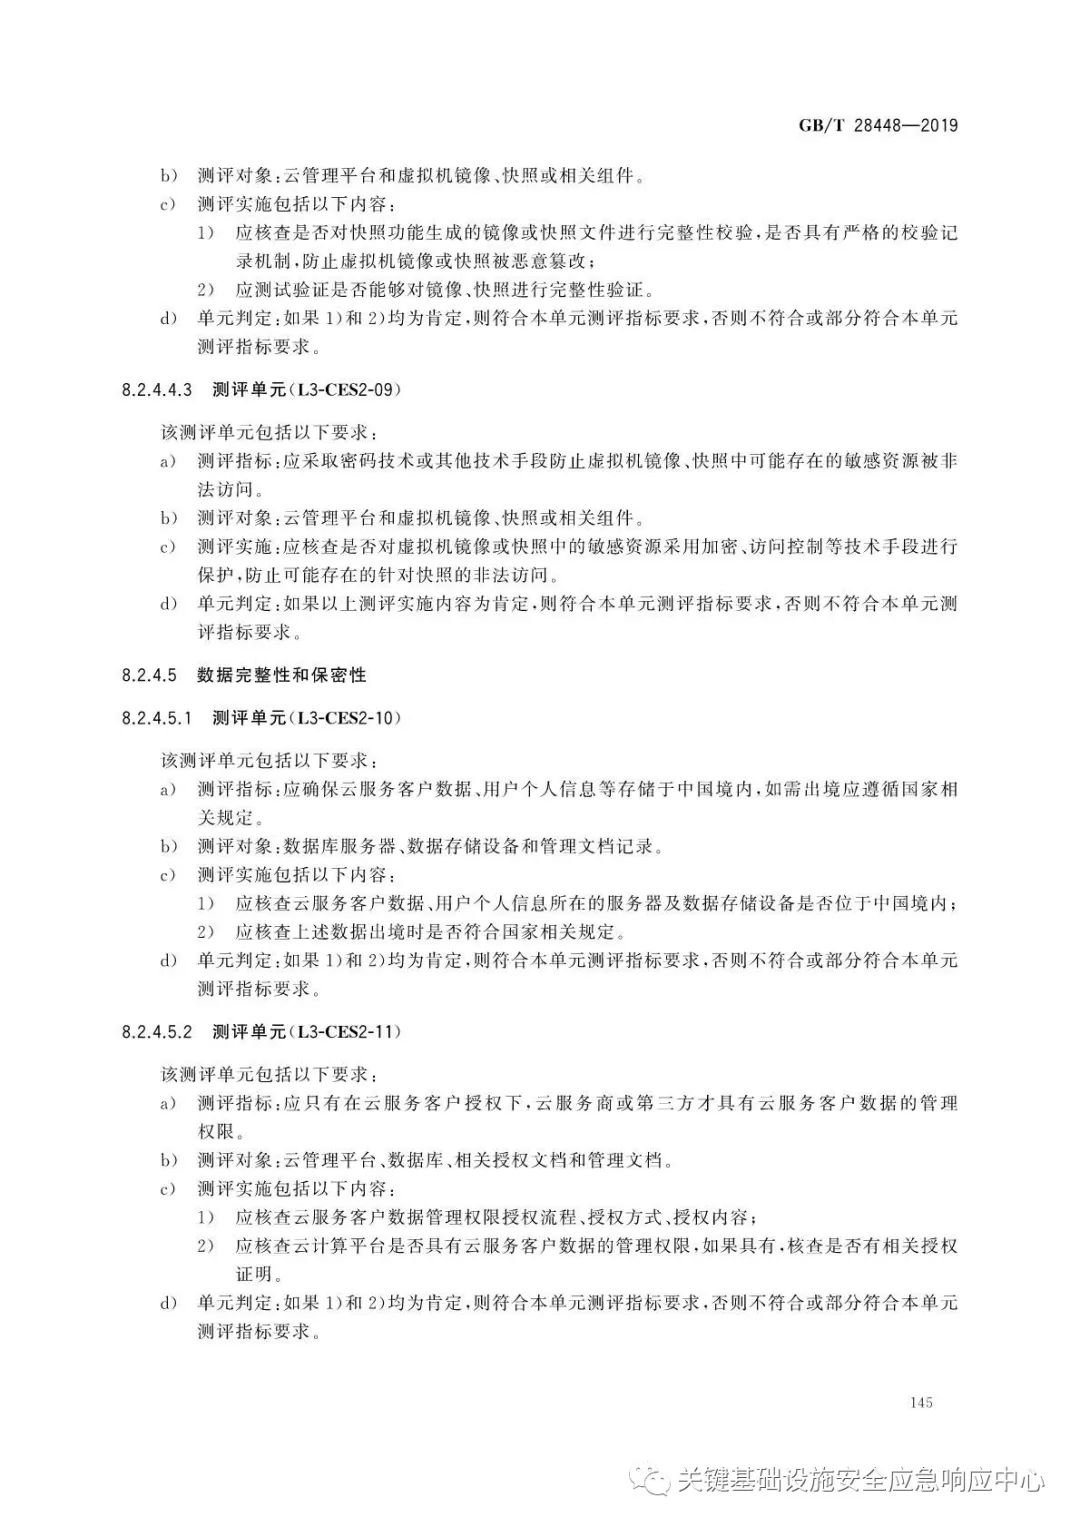 GB/T 28448—2019
b) 测评对象:云管理平台和虚拟机镜像、快照或相关组件。
c) 测评实施包括以下内容:
1) 应核查是否对快照功能生成的镜像或快照文件进行完整性校验,是否具有严格的校验记
录机制,防止虚拟机镜像或快照被恶意篡改;
2) 应测试验证是否能够对镜像、快照进行完整性验证。
d) 单元判定:如果 1)和 2)均为肯定,则符合本单元测评指标要求,否则不符合或部分符合本单元
测评指标要求。
8.2.4.4.3 测评单元(L3-CES2-09)
该测评单元包括以下要求:
a) 测评指标:应采取密码技术或其他技术手段防止虚拟机镜像、快照中可能存在的敏感资源被非
法访问。
b) 测评对象:云管理平台和虚拟机镜像、快照或相关组件。
c) 测评实施:应核查是否对虚拟机镜像或快照中的敏感资源采用加密、访问控制等技术手段进行
保护,防止可能存在的针对快照的非法访问。
d) 单元判定:如果以上测评实施内容为肯定,则符合本单元测评指标要求,否则不符合本单元测
评指标要求。
8.2.4.5 数据完整性和保密性
8.2.4.5.1 测评单元(L3-CES2-10)
该测评单元包括以下要求:
a) 测评指标:应确保云服务客户数据、用户个人信息等存储于中国境内,如需出境应遵循国家相
关规定。
b) 测评对象:数据库服务器、数据存储设备和管理文档记录。
c) 测评实施包括以下内容:
1) 应核查云服务客户数据、用户个人信息所在的服务器及数据存储设备是否位于中国境内;
2) 应核查上述数据出境时是否符合国家相关规定。
d) 单元判定:如果 1)和 2)均为肯定,则符合本单元测评指标要求,否则不符合或部分符合本单元
测评指标要求。
8.2.4.5.2 测评单元(L3-CES2-11)
该测评单元包括以下要求:
a) 测评指标:应只有在云服务客户授权下,云服务商或第三方才具有云服务客户数据的管理
权限。
b) 测评对象:云管理平台、数据库、相关授权文档和管理文档。
c) 测评实施包括以下内容:
1) 应核查云服务客户数据管理权限授权流程、授权方式、授权内容;
2) 应核查云计算平台是否具有云服务客户数据的管理权限,如果具有,核查是否有相关授权
证明。
d) 单元判定:如果 1)和 2)均为肯定,则符合本单元测评指标要求,否则不符合或部分符合本单元
测评指标要求。
145
关键基础设施安全应急响应中心